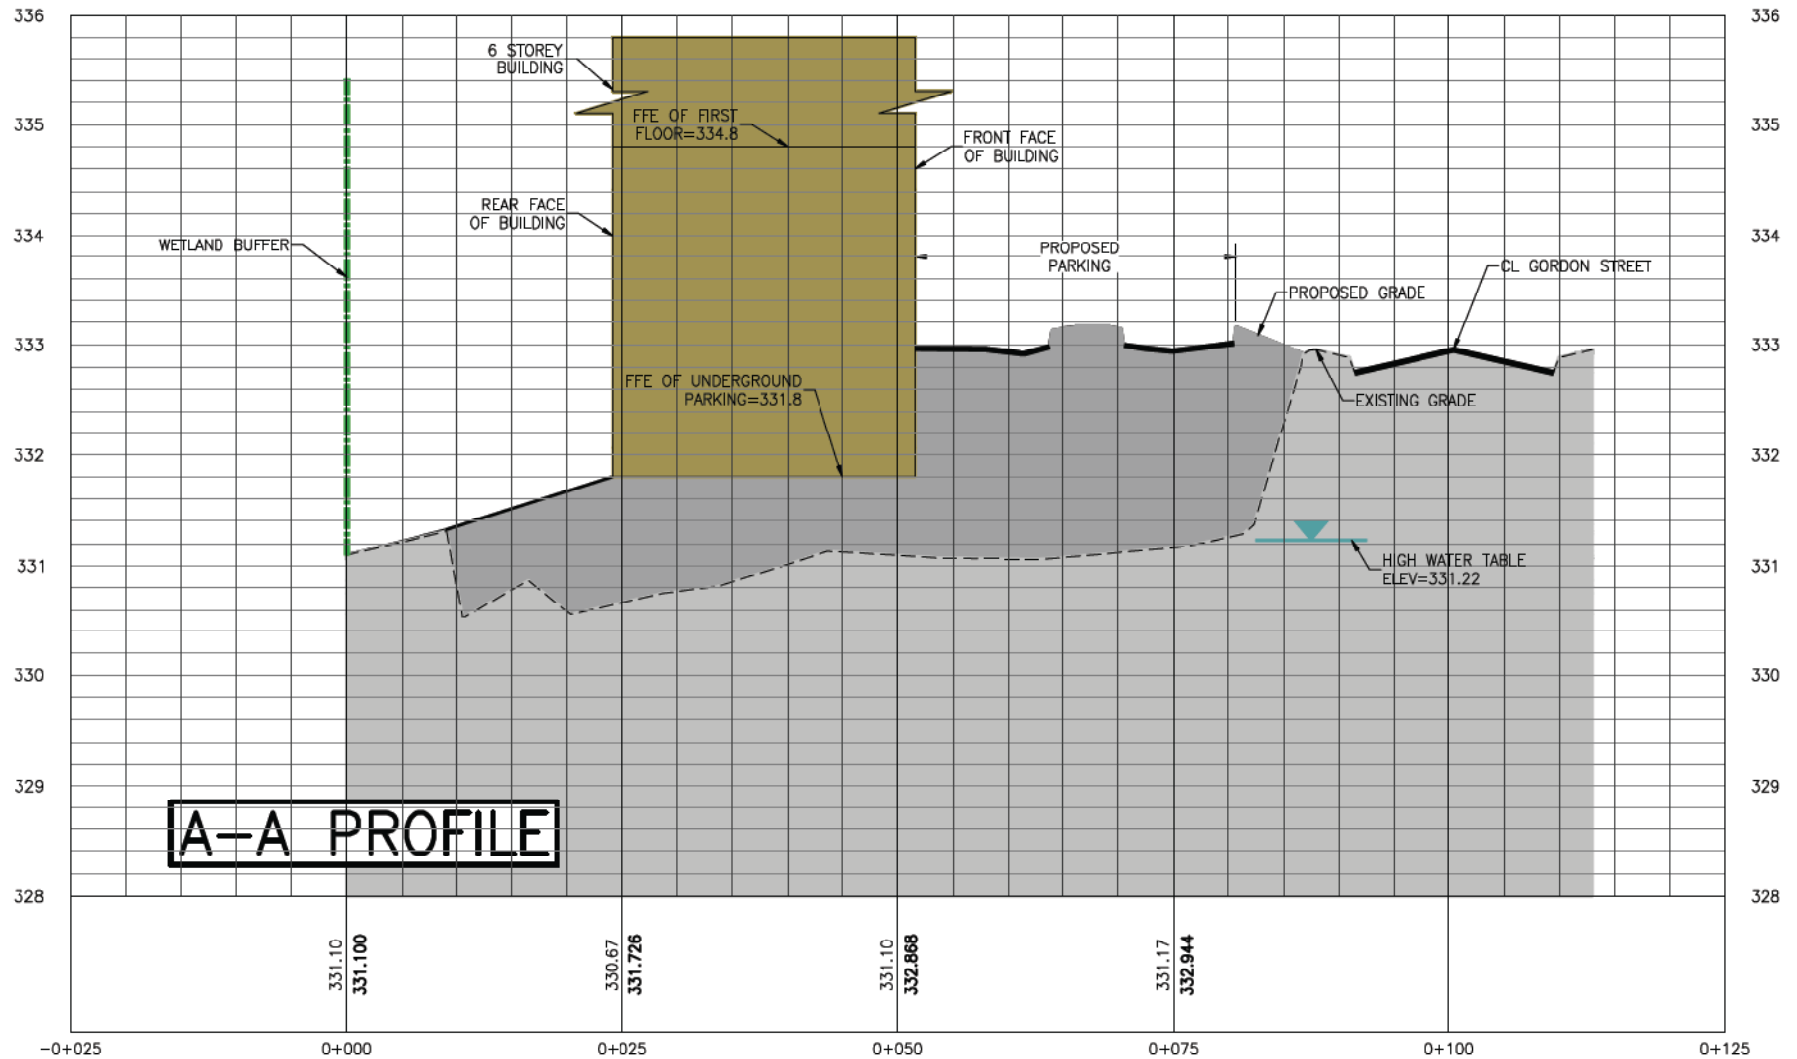 336
336
6 STOREY
BUILDING
FFE OF FIRST
FLOOR=334.8
335
335
FRONT FACE
OF BUILDING
REAR FACE
OF BUILDING
334
334
WETLAND BUFFER
PROPOSED
PARKING
CL GORDON STREET
PROPOSED GRADE
333
333
FFE OF UNDERGROUND
PARKING=331.8
EXISTING GRADE
332
332
331
331
HIGH WATER TABLE
ELEV=331.22
330
330
329
329
A-A PROFILE
328
328
331.10
331.100
330.67
331.726
331.10
332.868
331.17
332.944
-0+025
0+000
0+025
0+050
0+075
0+100
0+125